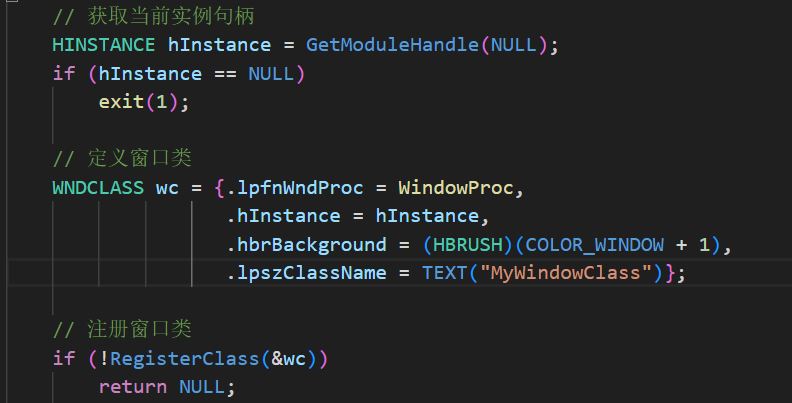 // 获取当前实例句柄
HINSTANCE hInstance = GetModuleHandle(NULL);
if (hInstance == NULL)
    exit(1);
// 定义窗口类
WNDCLASS wc = {.lpfnWndProc = WindowProc,
               .hInstance = hInstance,
               .hbrBackground = (HBRUSH)(COLOR_WINDOW + 1),
               .lpszClassName = TEXT("MyWindowClass")};
// 注册窗口类
if (!RegisterClass(&wc))
    return NULL;